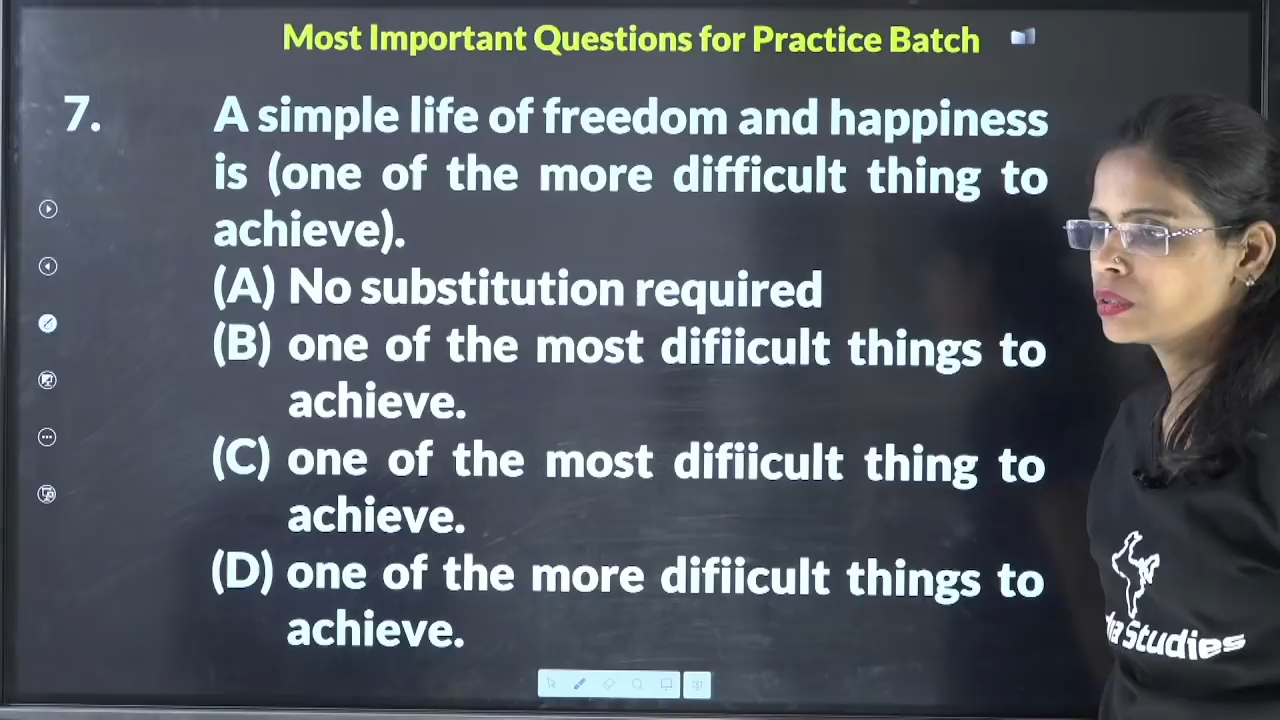 Most Important Questions for Practice Batch
7. A simple life of freedom and happiness
is (one of the more difficult thing to
achieve).
(A) No substitution required
(B) one of the most difiicult things to
achieve.
(C) one of the most difiicult thing to
achieve.
(D) one of the more difiicult things to
achieve.
Studies